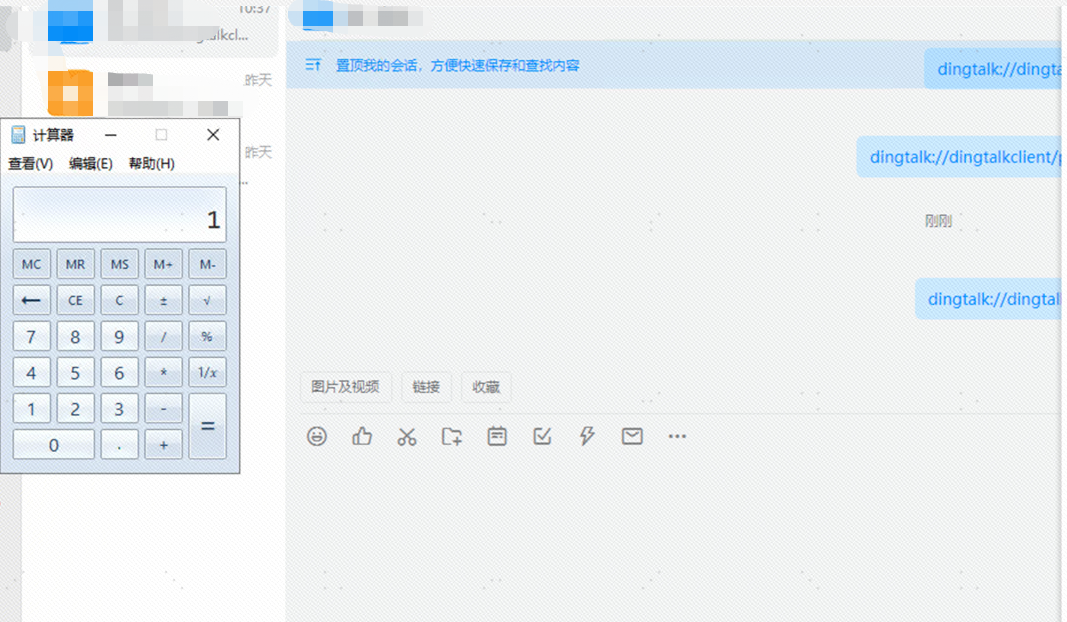 10:37
talkcl...
置顶我的会话，方便快速保存和查找内容
dingtalk://dingta
昨天
计算器
查看(V) 编辑(E) 帮助(H)
昨天
...
dingtalk://dingtalkclient/p
1
刚刚
MC MR MS M+ M-
← CE C ± √
dingtal://dingtal
7 8 9 / %
4 5 6 * 1/x
图片及视频 链接 收藏
1 2 3 - =
0 . +